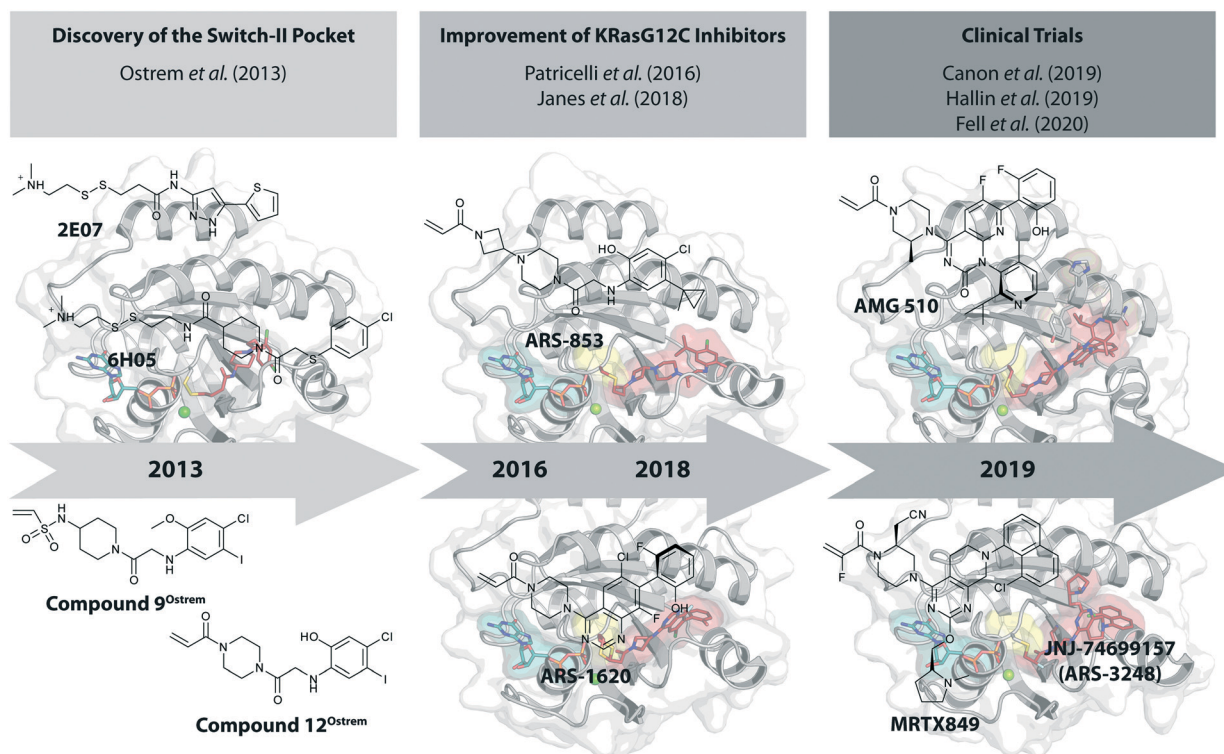 Discovery of the Switch-II Pocket
Ostrem et al. (2013)
Improvement of KRasG12C Inhibitors
Patricelli et al. (2016)
Janes et al. (2018)
Clinical Trials
Canon et al. (2019)
Hallin et al. (2019)
Fell et al. (2020)
2E07
6H05
ARS-853
AMG 510
2013
2016
2018
2019
Compound 9Ostrem
Compound 12Ostrem
ARS-1620
JNJ-74699157
(ARS-3248)
MRTX849